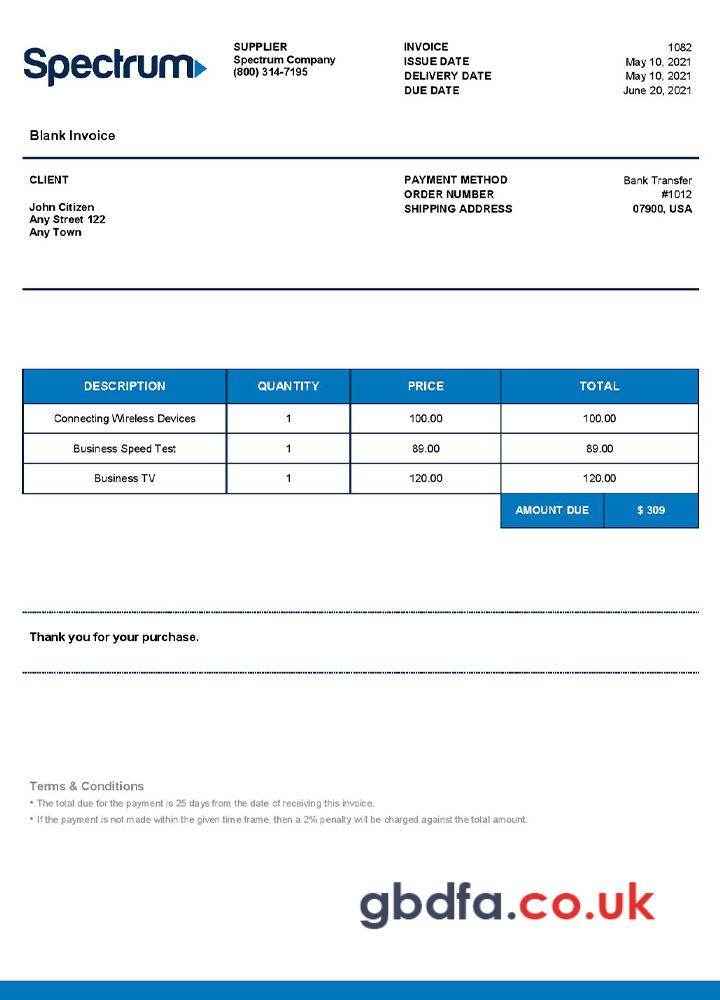 Spectrum
SUPPLIER
Spectrum Company
(800) 314-7195
INVOICE 1082
ISSUE DATE May 10, 2021
DELIVERY DATE May 10, 2021
DUE DATE June 20, 2021
Blank Invoice
CLIENT
John Citizen
Any Street 122
Any Town
PAYMENT METHOD Bank Transfer
ORDER NUMBER #1012
SHIPPING ADDRESS 07900, USA
DESCRIPTION QUANTITY PRICE TOTAL
Connecting Wireless Devices 1 100.00 100.00
Business Speed Test 1 89.00 89.00
Business TV 1 120.00 120.00
AMOUNT DUE $ 309
Thank you for your purchase.
Terms & Conditions
* The total due for the payment is 25 days from the date of receiving this invoice.
* If the payment is not made within the given time frame, then a 2% penalty will be charged against the total amount.
gbdfa.co.uk